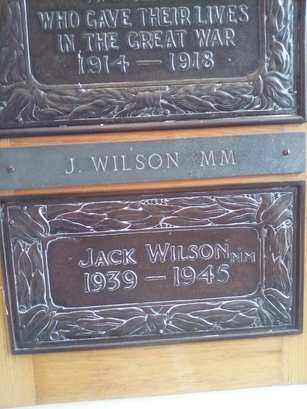 WHO GAVE THEIR LIVES
IN THE GREAT WAR
1914 — 1918
J. WILSON MM
JACK WILSON MM
1939 — 1945